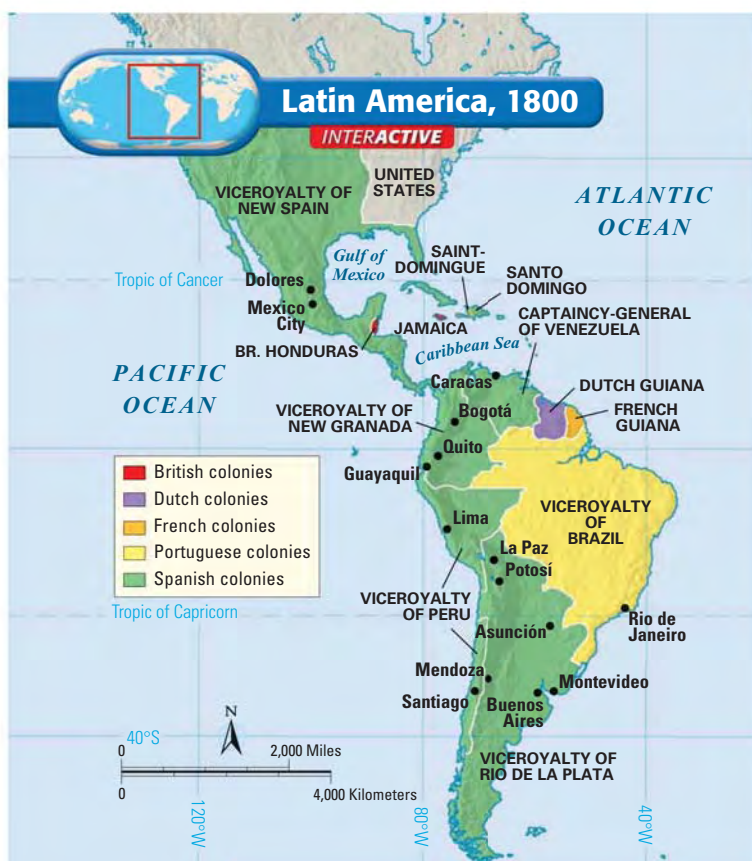 Latin America, 1800
INTERACTIVE
UNITED
STATES
VICEROYALTY OF
NEW SPAIN
ATLANTIC
OCEAN
Gulf of
Mexico
SAINT-
DOMINGUE
SANTO
DOMINGO
Tropic of Cancer
Dolores
Mexico
City
CAPTAINCY-GENERAL
OF VENEZUELA
JAMAICA
BR. HONDURAS
Caribbean Sea
PACIFIC
OCEAN
Caracas
DUTCH GUIANA
FRENCH
GUIANA
VICEROYALTY OF
NEW GRANADA
Bogotá
Quito
Guayaquil
British colonies
Dutch colonies
French colonies
Portuguese colonies
Spanish colonies
VICEROYALTY
OF
BRAZIL
Lima
La Paz
Potosí
VICEROYALTY
OF PERU
Tropic of Capricorn
Asunción
Rio de
Janeiro
Mendoza
Santiago
Montevideo
Buenos
Aires
N
40°S
0
2,000 Miles
0
4,000 Kilometers
VICEROYALTY OF
RIO DE LA PLATA
120°W
80°W
40°W